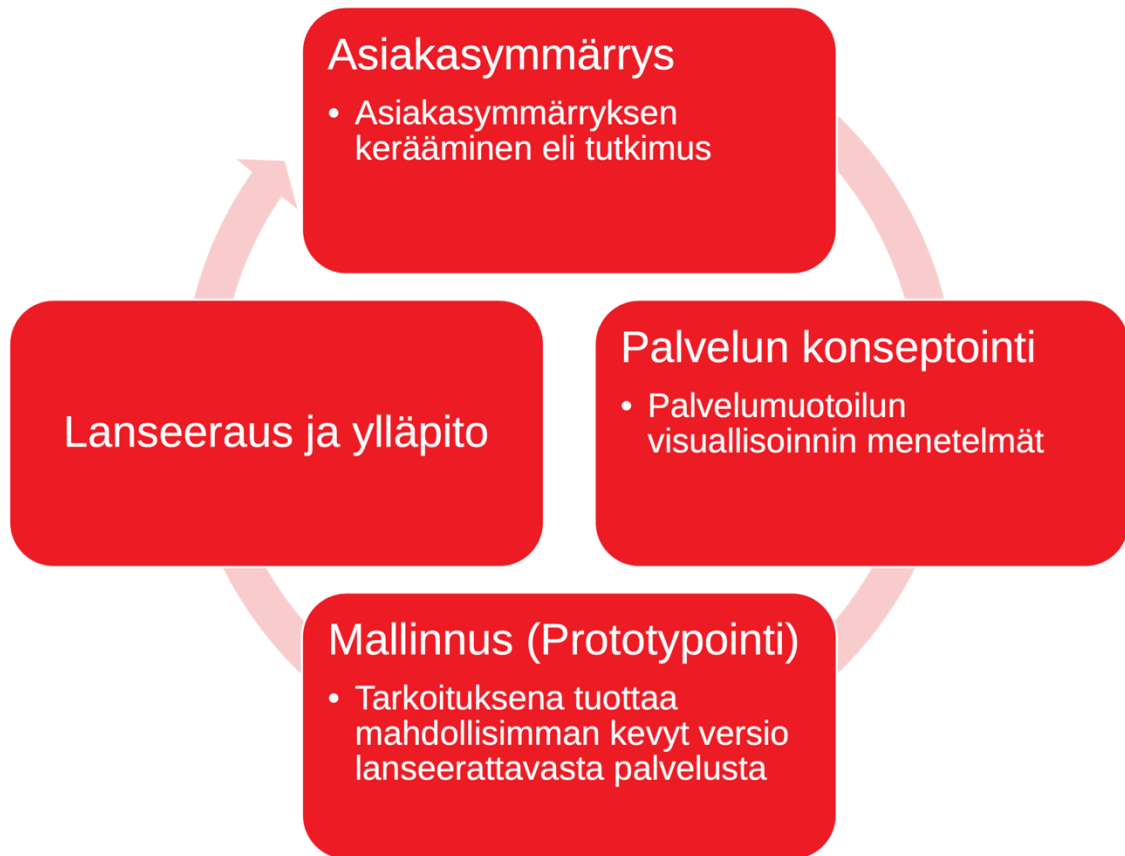 Asiakasymmärrys
• Asiakasymmärryksen
kerääminen eli tutkimus
Palvelun konseptointi
• Palvelumuotoilun
visuallisoinnin menetelmät
Mallinnus (Prototypointi)
• Tarkoituksena tuottaa
mahdollisimman kevyt versio
lanseerattavasta palvelusta
Lanseeraus ja ylläpito